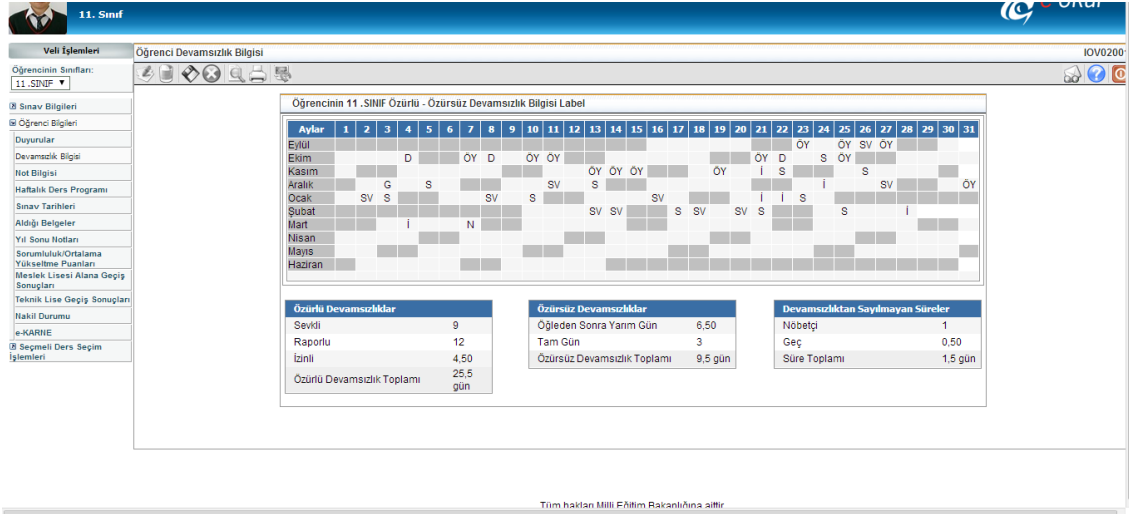 11. Sınıf
e-okul
Veli İşlemleri
Öğrenci Devamsızlık Bilgisi
IOV0200
Öğrencinin Sınıfları:
11.SINIF ▼
Sınav Bilgileri
Öğrenci Bilgileri
Duyurular
Devamsızlık Bilgisi
Not Bilgisi
Haftalık Ders Programı
Sınav Tarihleri
Aldığı Belgeler
Yıl Sonu Notları
Sorumluluk/Ortalama
Yükseltme Puanları
Meslek Lisesi Alana Geçiş
Sonuçları
Teknik Lise Geçiş Sonuçları
Nakil Durumu
e-KARNE
Seçmeli Ders Seçim
İşlemleri
Öğrencinin 11 .SINIF Özürlü - Özürsüz Devamsızlık Bilgisi Label
Aylar 1 2 3 4 5 6 7 8 9 10 11 12 13 14 15 16 17 18 19 20 21 22 23 24 25 26 27 28 29 30 31
Eylül ÖY ÖY SV ÖY
Ekim D ÖY D ÖY ÖY ÖY D S ÖY
Kasım ÖY ÖY ÖY ÖY İ S S
Aralık G S SV S İ SV ÖY
Ocak SV S SV S SV İ İ S
Şubat SV SV S SV SV S S İ
Mart İ N
Nisan
Mayıs
Haziran
Özürlü Devamsızlıklar
Sevkli 9
Raporlu 12
İzinli 4,50
Özürlü Devamsızlık Toplamı 25,5
gün
Özürsüz Devamsızlıklar
Öğleden Sonra Yarım Gün 6,50
Tam Gün 3
Özürsüz Devamsızlık Toplamı 9,5 gün
Devamsızlıktan Sayılmayan Süreler
Nöbetçi 1
Geç 0,50
Süre Toplamı 1,5 gün
Tüm hakları Milli Eğitim Bakanlığına aittir